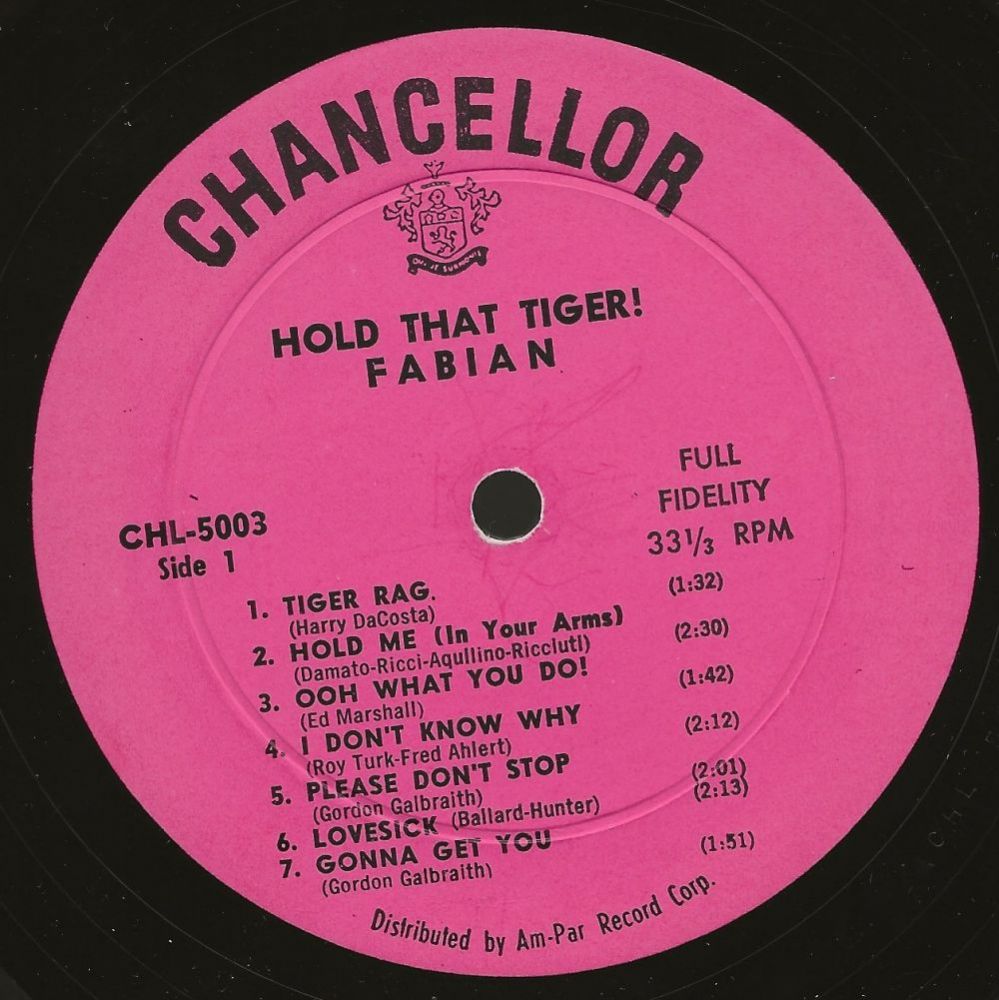 CHANCELLOR
HOLD THAT TIGER!
FABIAN
FULL
FIDELITY
33⅓ RPM
CHL-5003
Side 1
1. TIGER RAG. (1:32)
(Harry DaCosta)
2. HOLD ME (In Your Arms) (2:30)
(Damato-Ricci-Aqullino-Ricciutl)
3. OOH WHAT YOU DO! (1:42)
(Ed Marshall)
4. I DON'T KNOW WHY (2:12)
(Roy Turk-Fred Ahlert)
5. PLEASE DON'T STOP (2:01)
(Gordon Galbraith)
6. LOVESICK (Ballard-Hunter) (2:13)
7. GONNA GET YOU (1:51)
(Gordon Galbraith)
Distributed by Am-Par Record Corp.